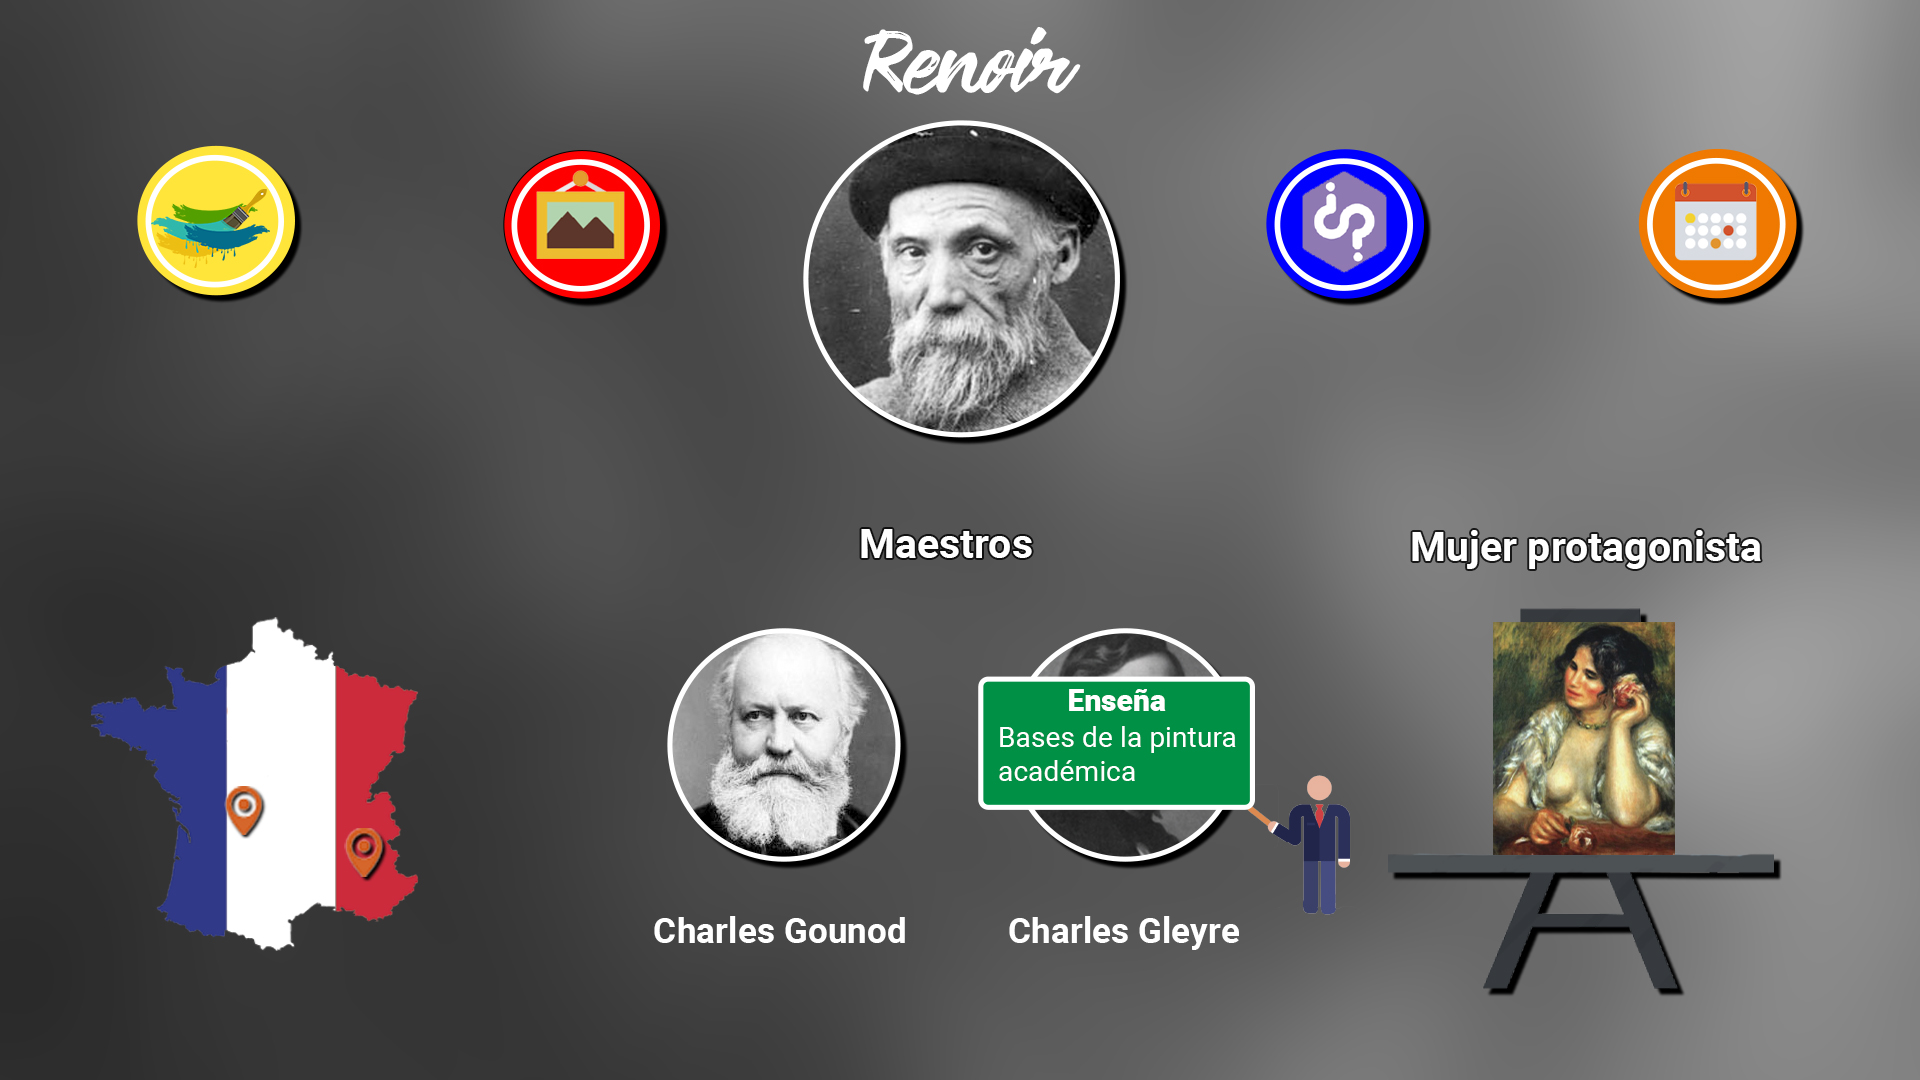 Renoir
Maestros
Mujer protagonista
Enseña
Bases de la pintura
académica
Charles Gounod
Charles Gleyre